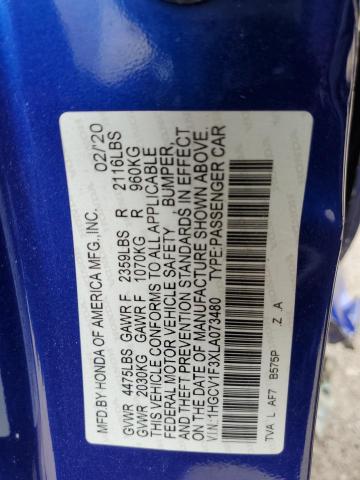 MFD.BY HONDA OF AMERICA MFG.,INC. 02/'20
GVWR 4475LBS GAWR F 2359LBS R 2116LBS
GVWR 2030KG GAWR F 1070KG R 960KG
THIS VEHICLE CONFORMS TO ALL APPLICABLE
FEDERAL MOTOR VEHICLE SAFETY, BUMPER,
AND THEFT PREVENTION STANDARDS IN EFFECT
ON THE DATE OF MANUFACTURE SHOWN ABOVE.
VIN:1HGCV1F3XLA073480 TYPE:PASSENGER CAR
TVA L AF7 B575P .Z .A